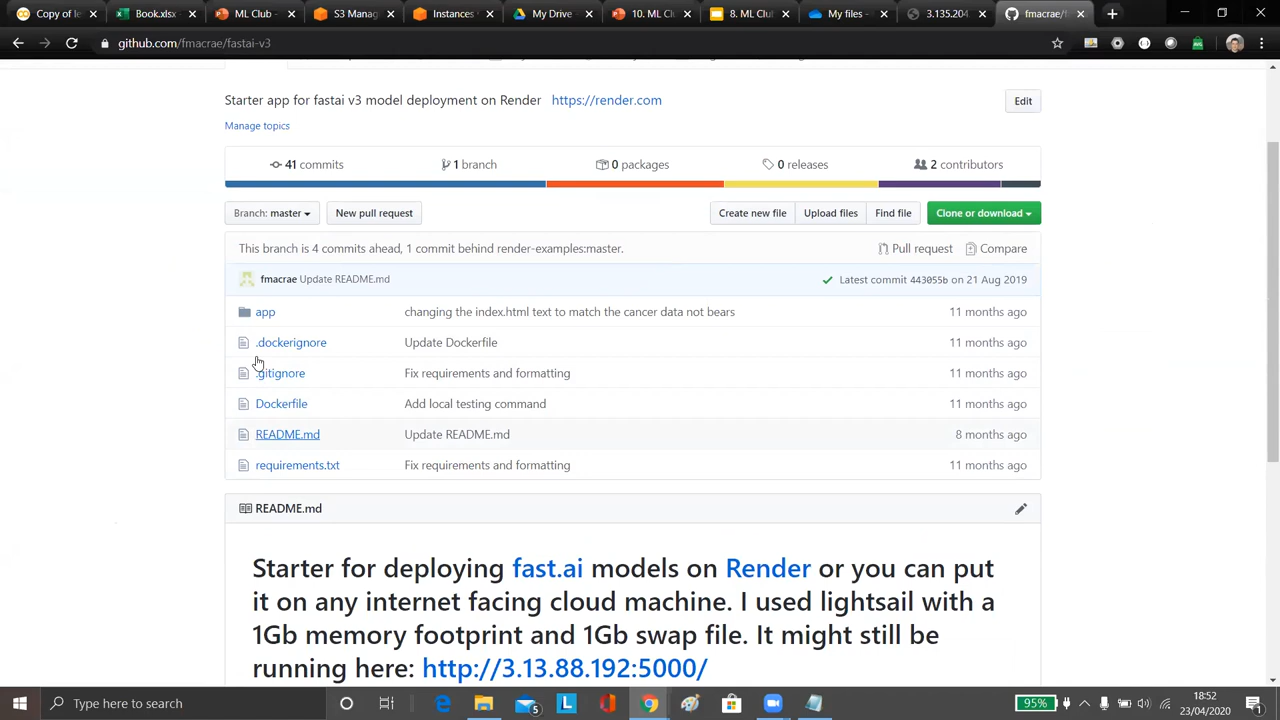 Copy of le
Book.xlsx
ML Club -
S3 Manag
Instances
My Drive
10. ML Clu
8. ML Club
My files -
3.135.204
fmacrae/
github.com/fmacrae/fastai-v3
Starter app for fastai v3 model deployment on Render https://render.com
Edit
Manage topics
41 commits
1 branch
0 packages
0 releases
2 contributors
Branch: master
New pull request
Create new file
Upload files
Find file
Clone or download
This branch is 4 commits ahead, 1 commit behind render-examples:master.
Pull request
Compare
fmacrae Update README.md
Latest commit 443055b on 21 Aug 2019
app
changing the index.html text to match the cancer data not bears
11 months ago
.dockerignore
Update Dockerfile
11 months ago
.gitignore
Fix requirements and formatting
11 months ago
Dockerfile
Add local testing command
11 months ago
README.md
Update README.md
8 months ago
requirements.txt
Fix requirements and formatting
11 months ago
README.md
Starter for deploying fast.ai models on Render or you can put
it on any internet facing cloud machine. I used lightsail with a
1Gb memory footprint and 1Gb swap file. It might still be
running here: http://3.13.88.192:5000/
Type here to search
5
L
95%
18:52
23/04/2020
1